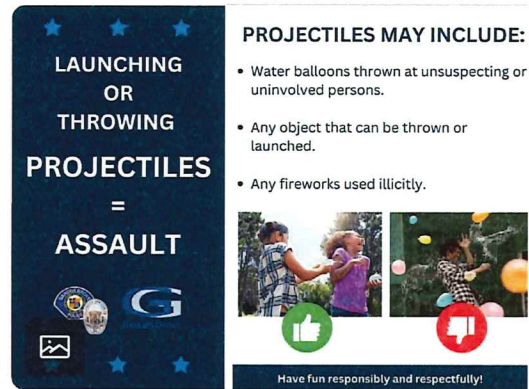 LAUNCHING
OR
THROWING
PROJECTILES
=
ASSAULT
PROJECTILES MAY INCLUDE:
• Water balloons thrown at unsuspecting or
uninvolved persons.
• Any object that can be thrown or
launched.
• Any fireworks used illicitly.
Have fun responsibly and respectfully!